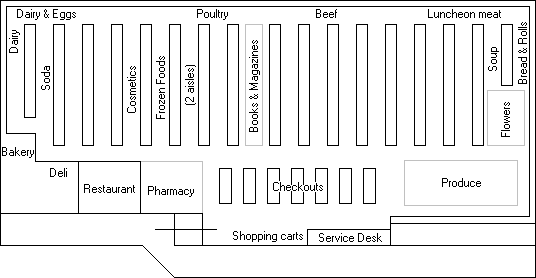 Dairy & Eggs
Poultry
Beef
Luncheon meat
Dairy
Soda
Cosmetics
Frozen Foods
(2 aisles)
Books & Magazines
Soup
Bread & Rolls
Flowers
Bakery
Deli
Restaurant
Pharmacy
Checkouts
Produce
Shopping carts
Service Desk